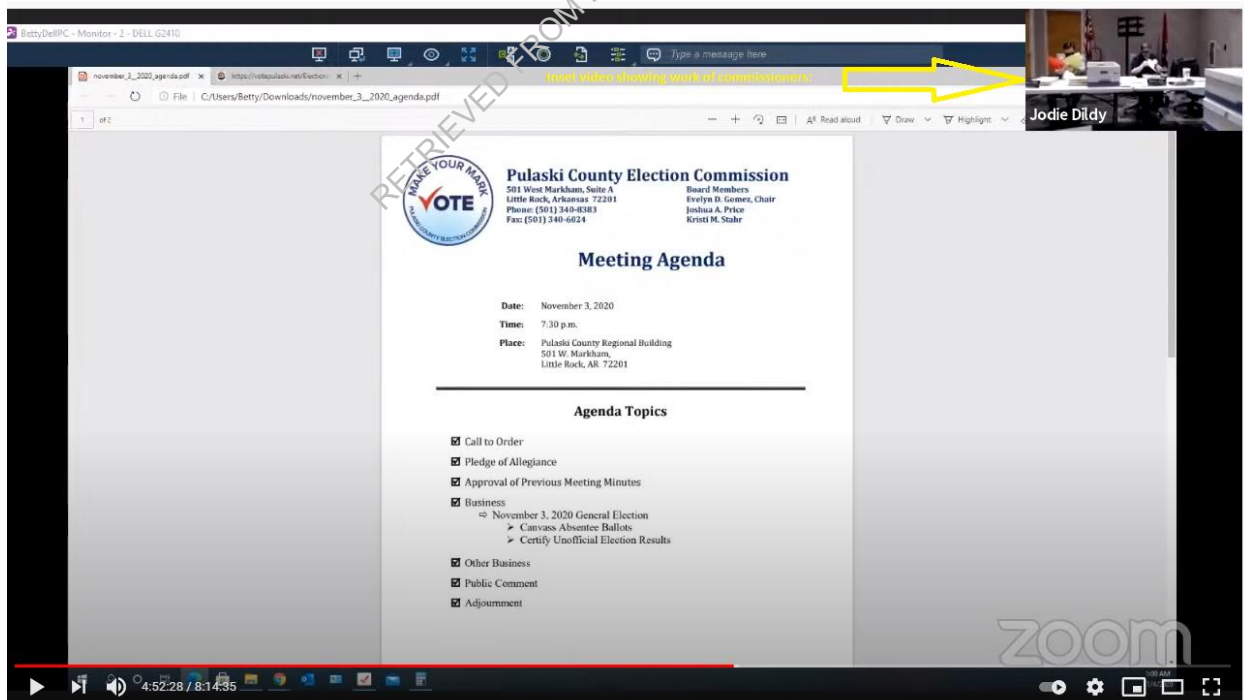 BettyDellPC - Monitor - 2 - DELL G2410
Type a message here
november_3__2020_agenda.pdf
https://votepulaski.net/Election
Inset video showing work of commissioners:
File C:/Users/Betty/Downloads/november_3__2020_agenda.pdf
1 of 2
Read aloud
Draw
Highlight
Jodie Dildy
RETRIEVED FROM
MAKE YOUR MARK
VOTE
PULASKI COUNTY ELECTION COMMISSION
Pulaski County Election Commission
501 West Markham, Suite A
Little Rock, Arkansas 72201
Phone: (501) 340-8383
Fax: (501) 340-6024
Board Members
Evelyn D. Gomez, Chair
Joshua A. Price
Kristi M. Stahr
Meeting Agenda
Date: November 3, 2020
Time: 7:30 p.m.
Place: Pulaski County Regional Building
501 W. Markham,
Little Rock, AR 72201
Agenda Topics
Call to Order
Pledge of Allegiance
Approval of Previous Meeting Minutes
Business
November 3, 2020 General Election
Canvass Absentee Ballots
Certify Unofficial Election Results
Other Business
Public Comment
Adjournment
zoom
4:52:28 / 8:14:35